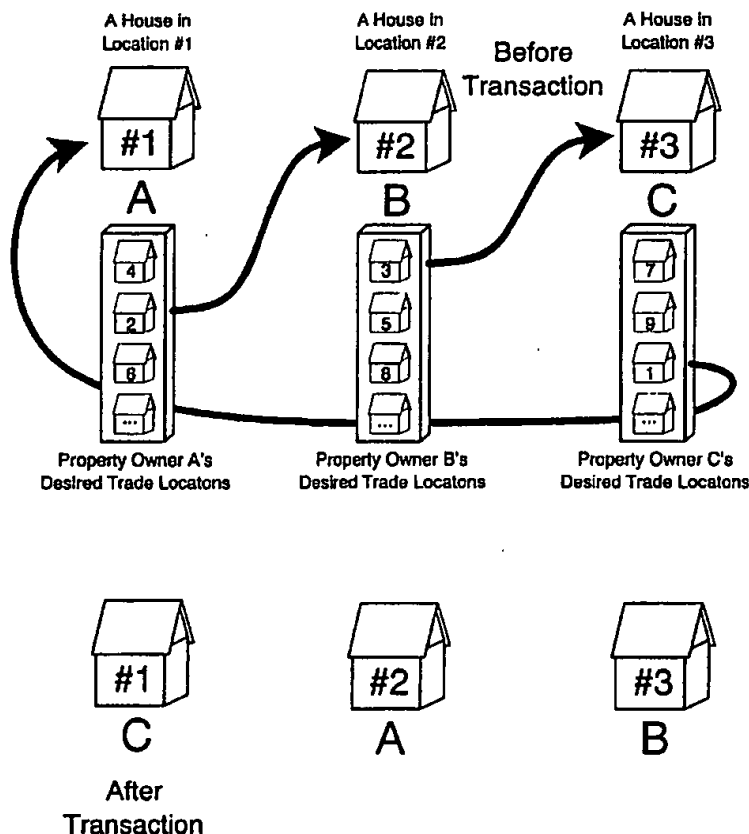 A House in
Location #1
A House in
Location #2
Before
Transaction
A House in
Location #3
#1
#2
#3
A
B
C
4
2
6
...
3
5
8
...
7
9
1
...
Property Owner A's
Desired Trade Locatons
Property Owner B's
Desired Trade Locatons
Property Owner C's
Desired Trade Locatons
#1
#2
#3
C
A
B
After
Transaction